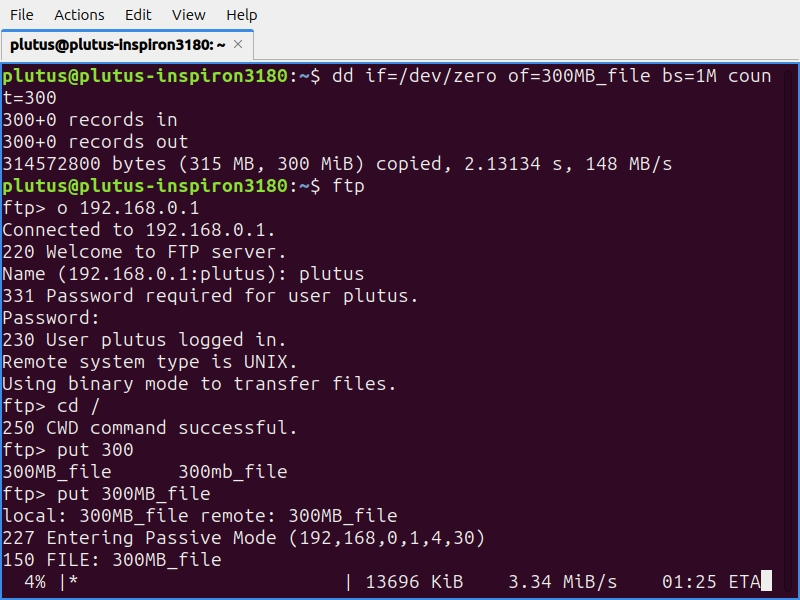 File Actions Edit View Help
plutus@plutus-inspiron3180: ~ ×
plutus@plutus-inspiron3180:~$ dd if=/dev/zero of=300MB_file bs=1M coun
t=300
300+0 records in
300+0 records out
314572800 bytes (315 MB, 300 MiB) copied, 2.13134 s, 148 MB/s
plutus@plutus-inspiron3180:~$ ftp
ftp> o 192.168.0.1
Connected to 192.168.0.1.
220 Welcome to FTP server.
Name (192.168.0.1:plutus): plutus
331 Password required for user plutus.
Password:
230 User plutus logged in.
Remote system type is UNIX.
Using binary mode to transfer files.
ftp> cd /
250 CWD command successful.
ftp> put 300
300MB_file      300mb_file
ftp> put 300MB_file
local: 300MB_file remote: 300MB_file
227 Entering Passive Mode (192,168,0,1,4,30)
150 FILE: 300MB_file
  4% |*                        | 13696 KiB    3.34 MiB/s    01:25 ETA